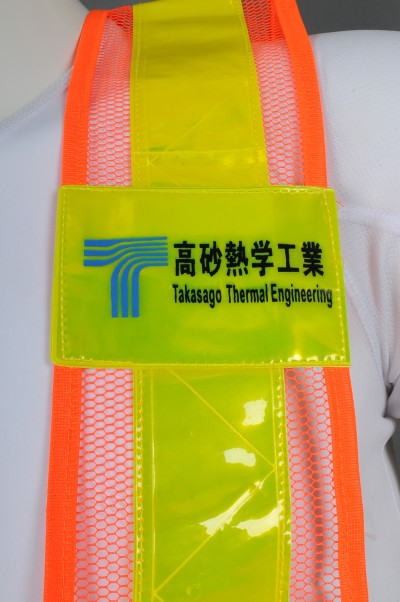 高砂熱学工業
Takasago Thermal Engineering